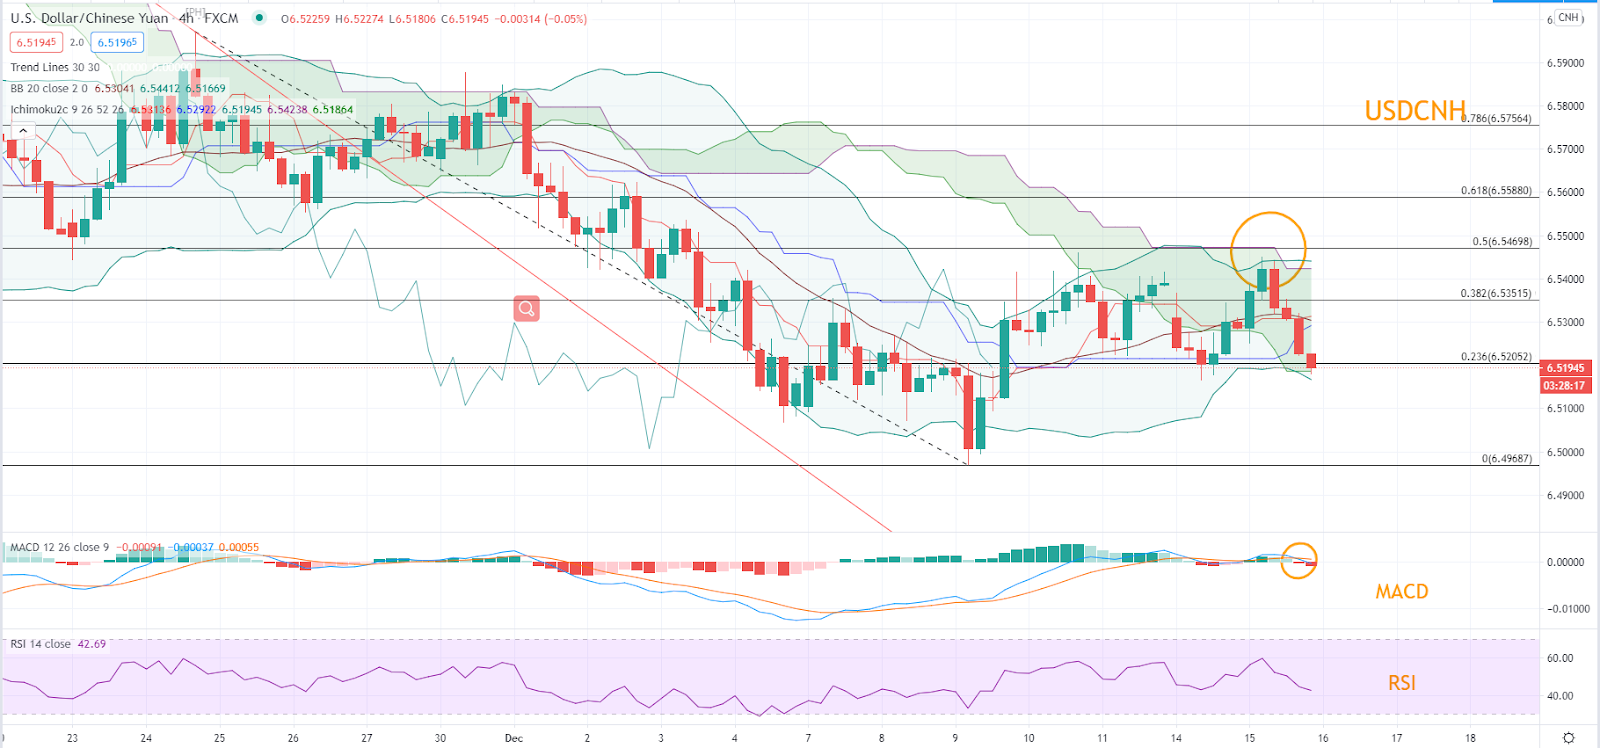 U.S. Dollar/Chinese Yuan · 4h · FXCM O6.52259 H6.52274 L6.51806 C6.51945 −0.00314 (−0.05%)
[PH]
CNH
6.51945 2.0 6.51965
Trend Lines 30 30
BB 20 close 2 0 6.53041 6.54412 6.51669
Ichimoku2c 9 26 52 26 6.53136 6.52922 6.51945 6.54238 6.51864
USDCNH
0.786(6.57564)
0.618(6.55880)
0.5(6.54698)
0.382(6.53515)
0.236(6.52052)
0(6.49687)
6.59000
6.58000
6.57000
6.56000
6.55000
6.54000
6.53000
6.51945
03:28:17
6.51000
6.50000
6.49000
MACD 12 26 close 9 −0.00091 −0.00037 0.00055
0.00000
MACD
−0.01000
RSI 14 close 42.69
60.00
RSI
40.00
23 24 25 26 27 30 Dec 2 3 4 7 8 9 10 11 14 15 16 17 18